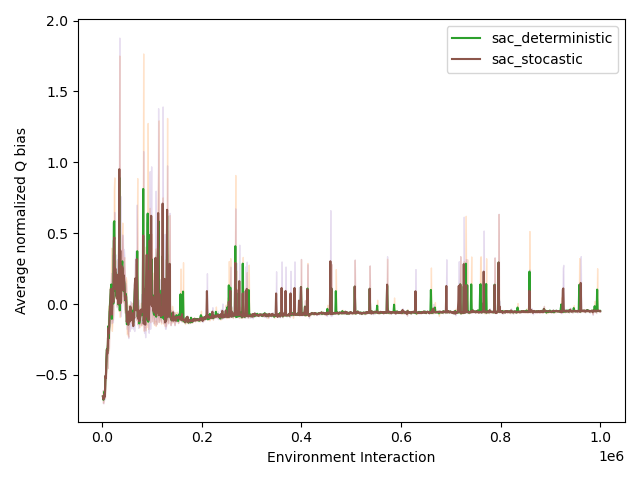 2.0
1.5
1.0
0.5
0.0
−0.5
Average normalized Q bias
sac_deterministic
sac_stocastic
0.0 0.2 0.4 0.6 0.8 1.0
1e6
Environment Interaction